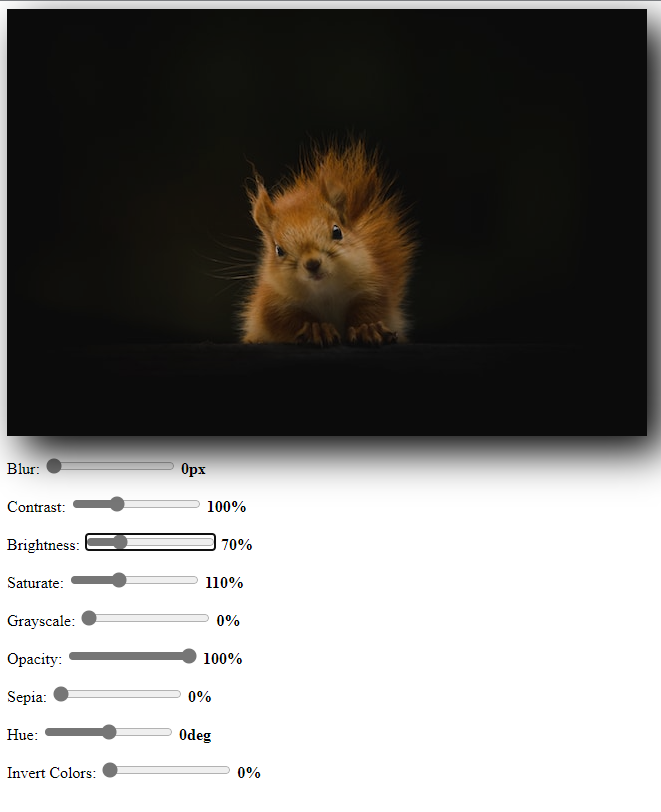 Blur: 0px
Contrast: 100%
Brightness: 70%
Saturate: 110%
Grayscale: 0%
Opacity: 100%
Sepia: 0%
Hue: 0deg
Invert Colors: 0%